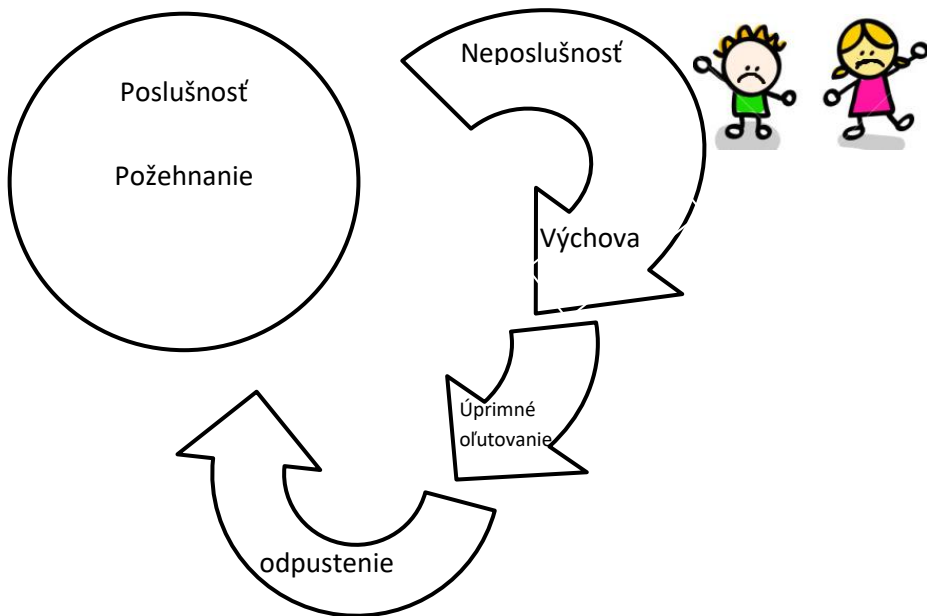 Poslušnosť
Požehnanie
Neposlušnosť
Výchova
Úprimné
oľutovanie
odpustenie